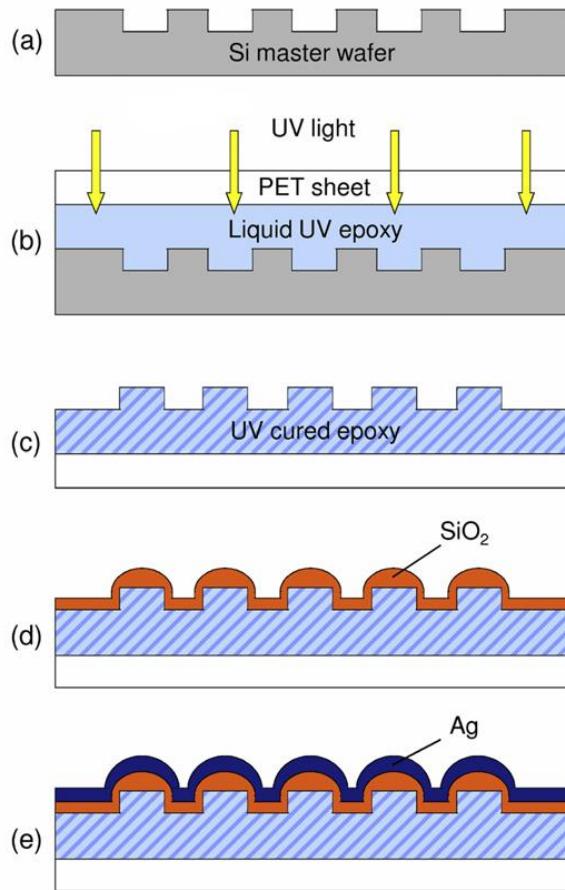 (a)
Si master wafer
UV light
PET sheet
(b)
Liquid UV epoxy
(c)
UV cured epoxy
SiO₂
(d)
Ag
(e)